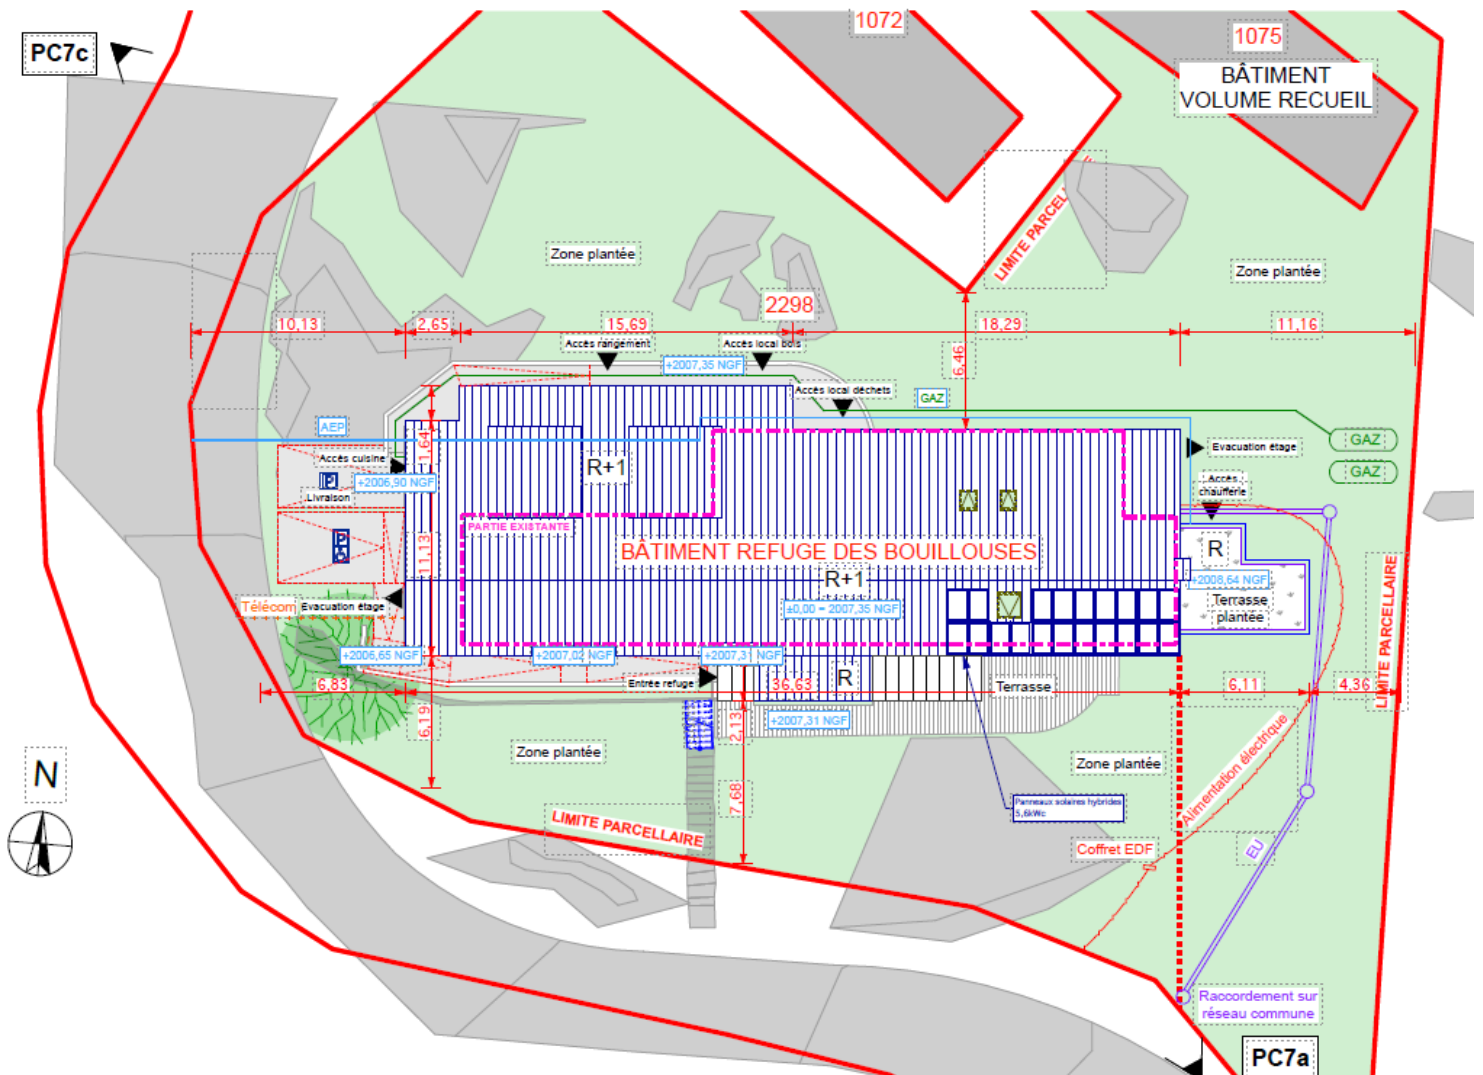 1072
1075
PC7c
BÂTIMENT
VOLUME RECUEIL
LIMITE PARCEL
Zone plantée
Zone plantée
2298
10,13
2,65
15,69
18,29
11,16
Accès rangement
Accès local bois
6,46
+2007,35 NGF
Accès local déchets
GAZ
AEP
1,64
GAZ
Evacuation étage
Accès cuisine
R+1
GAZ
+2006,90 NGF
Accès
chaufferie
Livraison
PARTIE EXISTANTE
11,13
BÂTIMENT REFUGE DES BOUILLOUSES
R
R+1
+2008,64 NGF
Télécom
Evacuation étage
±0,00 = 2007,35 NGF
Terrasse
plantée
LIMITE PARCELLAIRE
+2006,65 NGF
+2007,02 NGF
+2007,31 NGF
Entrée refuge
R
6,83
36,63
Terrasse
6,11
4,36
6,19
2,13
+2007,31 NGF
Zone plantée
Zone plantée
Alimentation électrique
N
7,68
Panneaux solaires hybrides
5,6kWc
LIMITE PARCELLAIRE
Coffret EDF
EU
Raccordement sur
réseau commune
PC7a